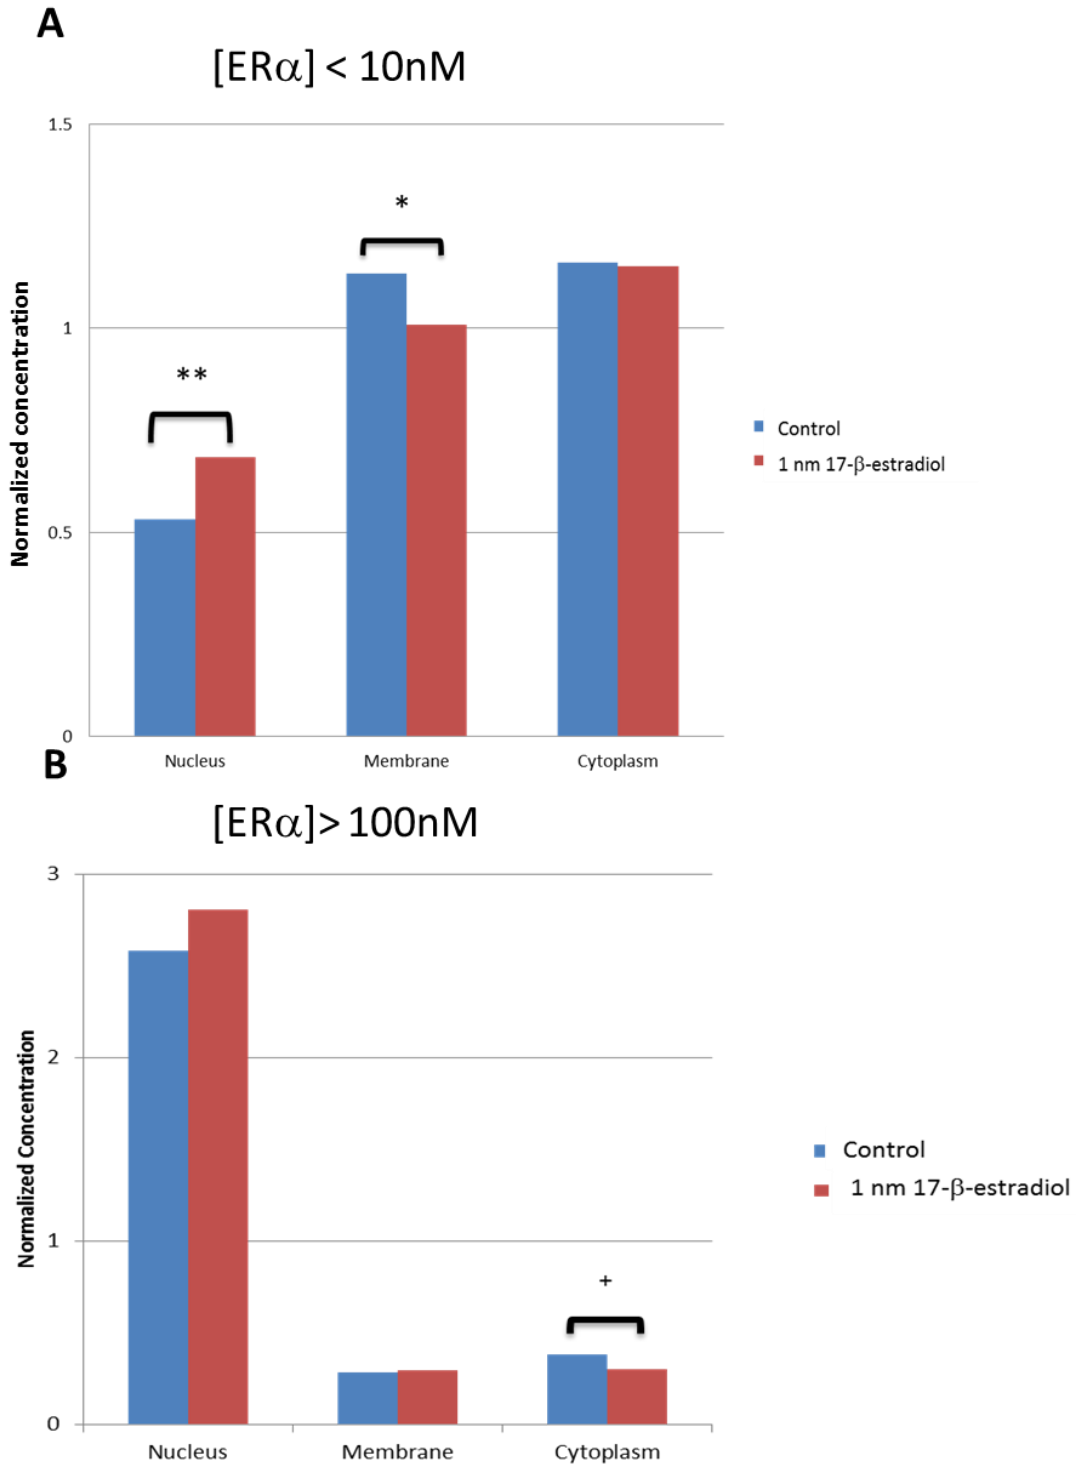 A
[ERα] < 10nM
1.5
1
0.5
0
Normalized concentration
**
*
Control
1 nm 17-β-estradiol
Nucleus Membrane Cytoplasm
B
[ERα]> 100nM
3
2
1
0
Normalized Concentration
+
Control
1 nm 17-β-estradiol
Nucleus Membrane Cytoplasm